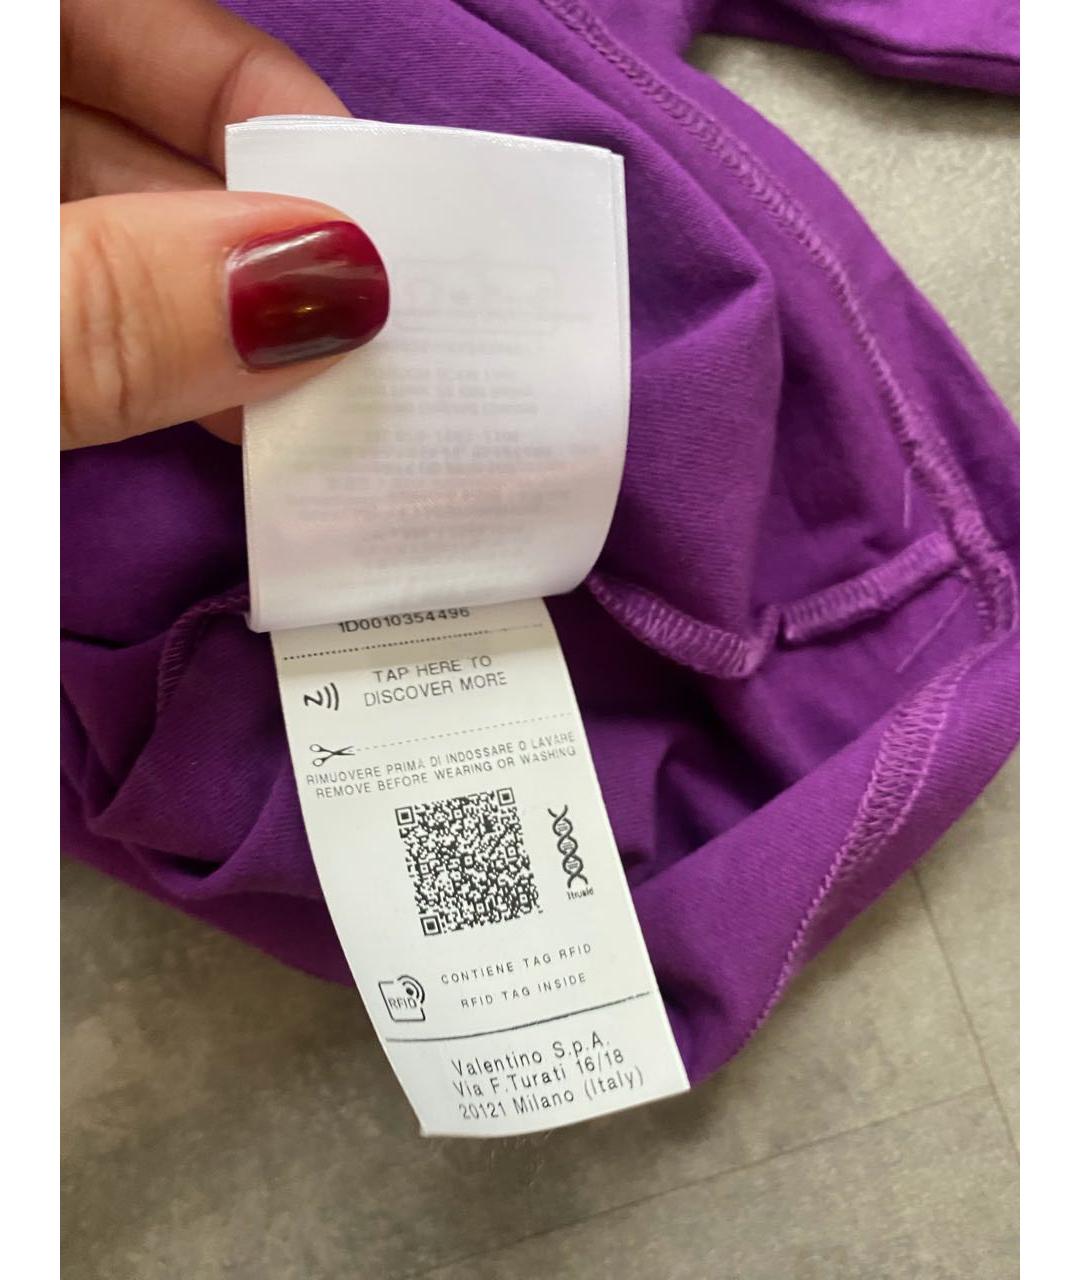 1D0010354496
TAP HERE TO
DISCOVER MORE
RIMUOVERE PRIMA DI INDOSSARE O LAVARE
REMOVE BEFORE WEARING OR WASHING
1trueid
CONTIENE TAG RFID
RFID TAG INSIDE
RFID
Valentino S.p.A.
Via F.Turati 16/18
20121 Milano (Italy)